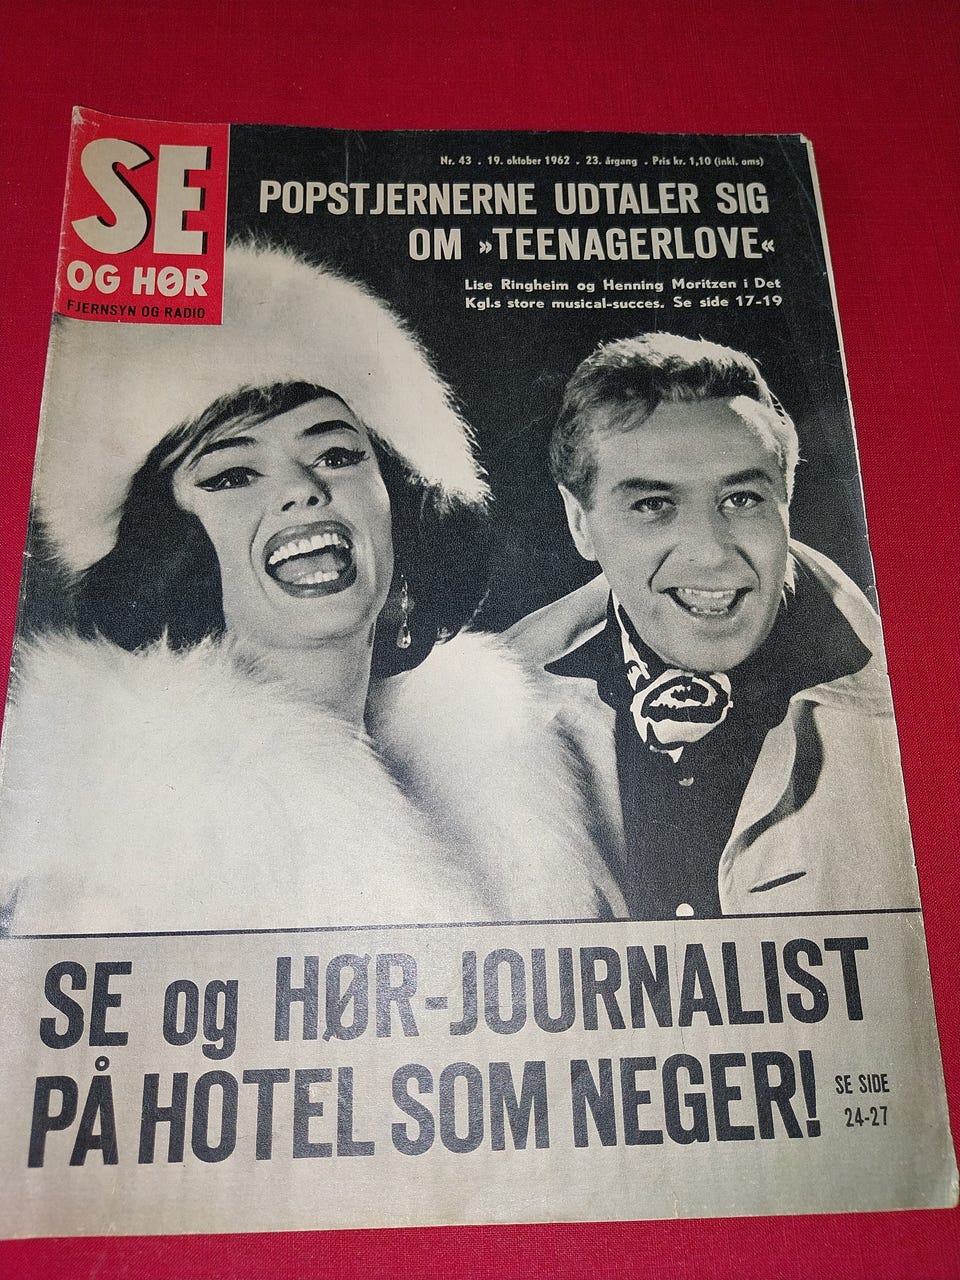 SE
OG HØR
FJERNSYN OG RADIO
Nr. 43 . 19. oktober 1962 . 23. årgang . Pris kr. 1,10 (inkl. oms)
POPSTJERNERNE UDTALER SIG
OM »TEENAGERLOVE«
Lise Ringheim og Henning Moritzen i Det
Kgl.s store musical-succes. Se side 17-19
SE og HØR-JOURNALIST
PÅ HOTEL SOM NEGER!
SE SIDE
24-27